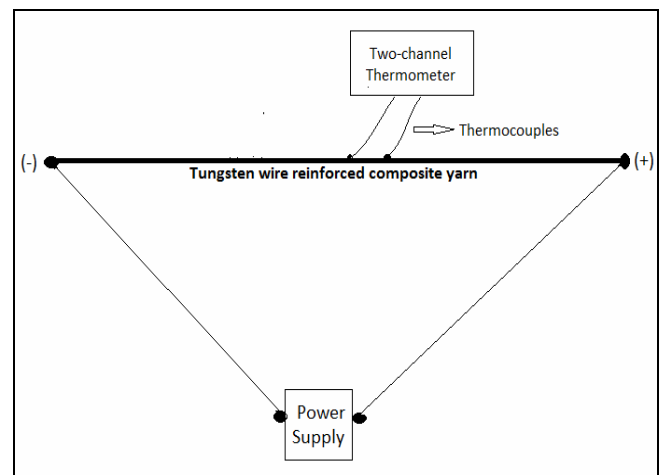 Two-channel
Thermometer
Thermocouples
(-)
(+)
Tungsten wire reinforced composite yarn
Power
Supply